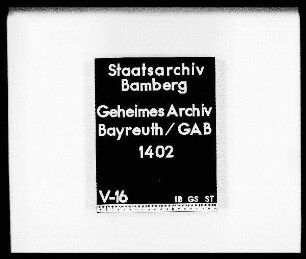 Staatsarchiv
Bamberg
Geheimes Archiv
Bayreuth/GAB
1402
V-16 IB GS ST